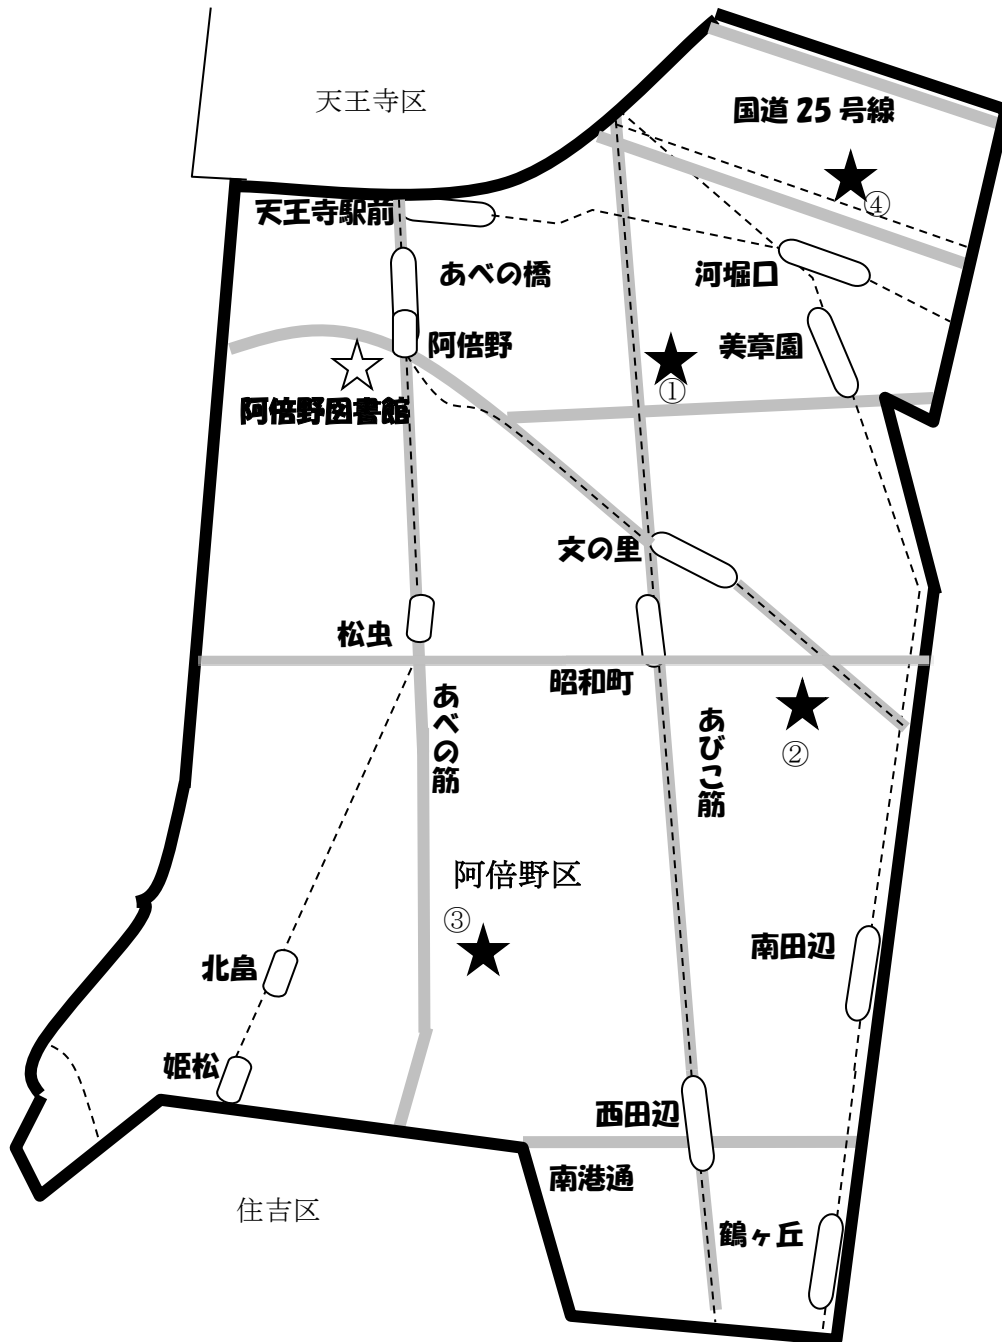 天王寺区
国道 25 号線
④
天王寺駅前
あべの橋
河堀口
阿倍野
美章園
①
阿倍野図書館
文の里
松虫
昭和町
あべの筋
あびこ筋
②
阿倍野区
③
南田辺
北畠
姫松
西田辺
南港通
住吉区
鶴ヶ丘